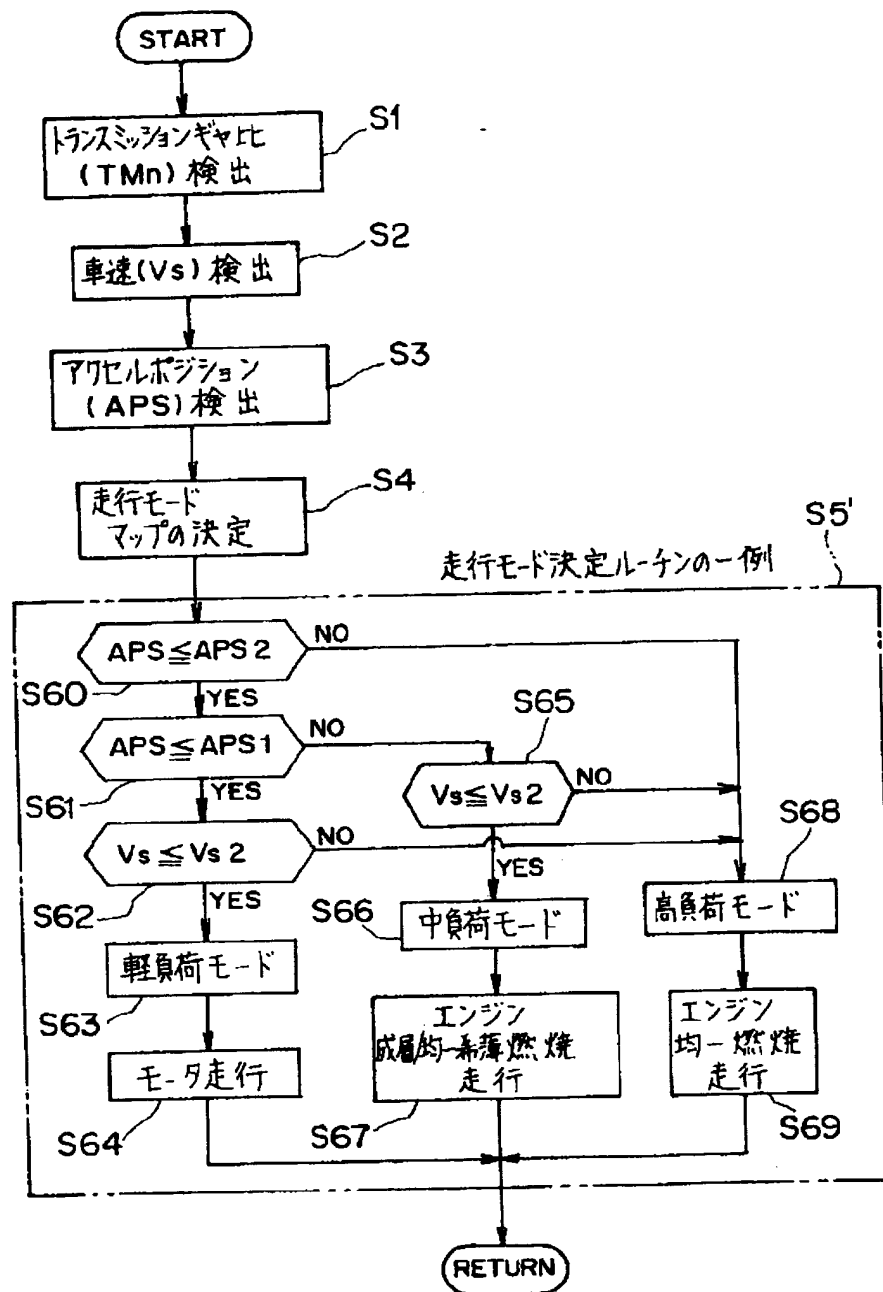 START
S1
トランスミッションギャ比
(TMn) 検出
S2
車速(Vs) 検出
S3
アクセルポジション
(APS) 検出
S4
走行モード
マップの決定
S5'
走行モード決定ルーチンの一例
APS≦APS2
NO
S60
YES
APS≦APS1
NO
S65
S61
YES
Vs≦Vs2
NO
Vs≦Vs2
NO
S68
S62
YES
YES
S66
中負荷モード
高負荷モード
軽負荷モード
S63
エンジン
成層/均一希薄燃焼
走行
エンジン
均一燃焼
走行
モータ走行
S64
S67
S69
RETURN